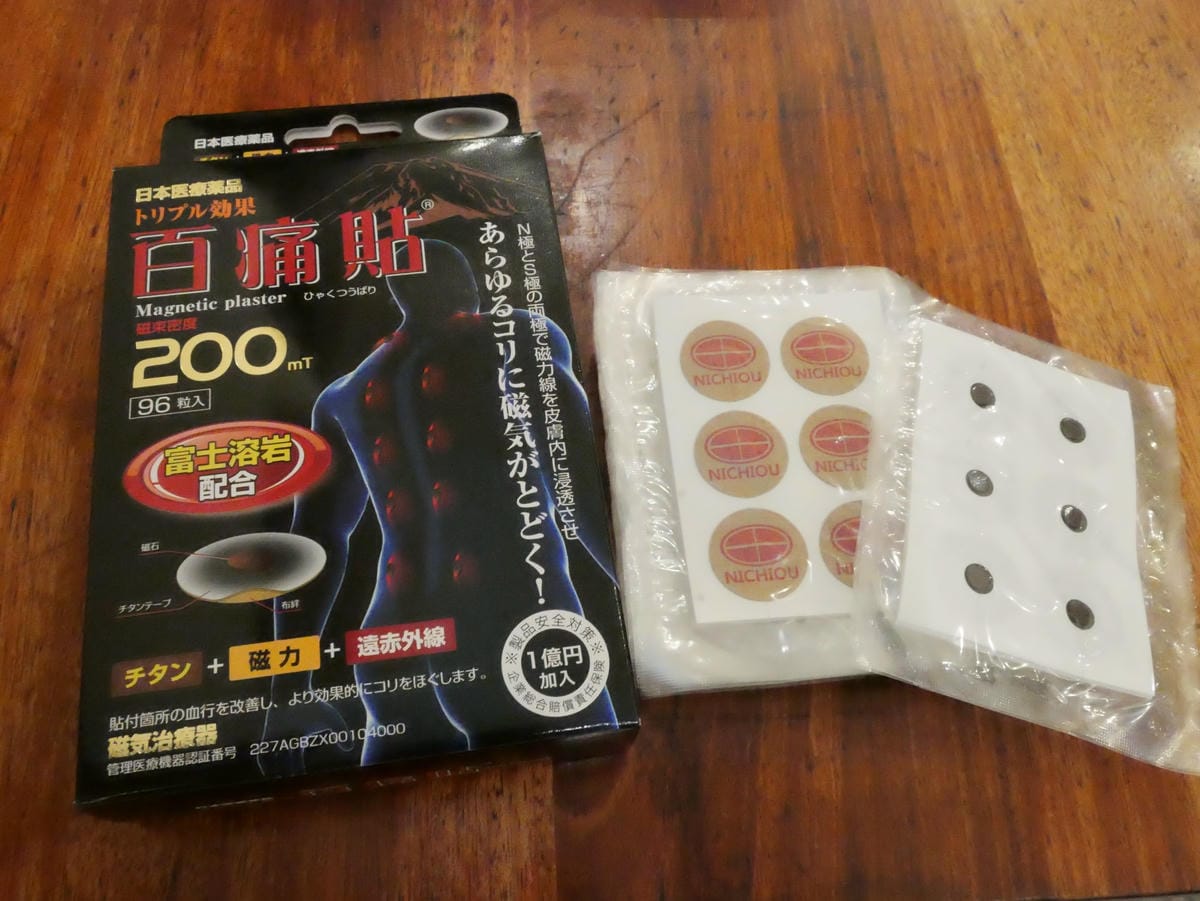 日本医療薬品
日本医療薬品
トリプル効果
百痛貼®
Magnetic plaster ひゃくつうばり
磁束密度
200mT
96粒入
富士溶岩
配合
磁石
チタンテープ
布絆
N極とS極の両極で磁力線を皮膚内に浸透させ
あらゆるコリに磁気がとどく!
チタン + 磁力 + 遠赤外線
※製品安全対策※
1億円
加入
企業総合賠償責任保険
貼付箇所の血行を改善し、より効果的にコリをほぐします。
磁気治療器
管理医療機器認証番号 227AGBZX00104000
NICHIOU
NICHIOU
NICHIOU
NICHIOU